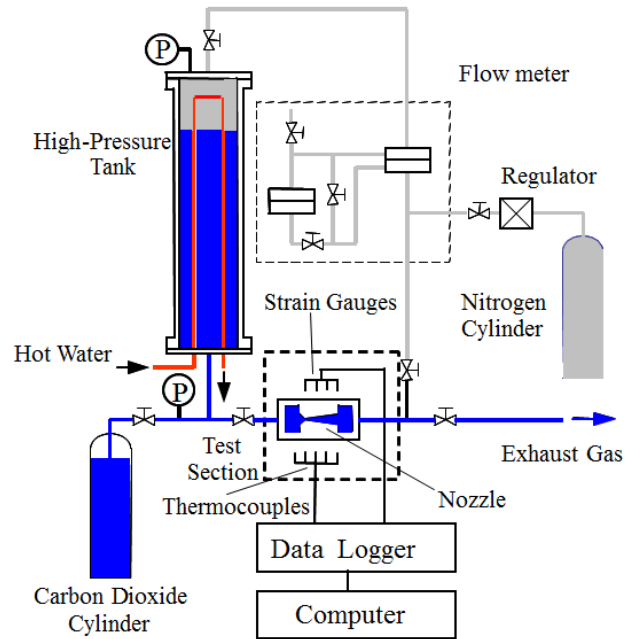 P
Flow meter
High-Pressure
Tank
Regulator
Strain Gauges
Nitrogen
Cylinder
Hot Water
P
Test
Section
Exhaust Gas
Thermocouples
Nozzle
Data Logger
Carbon Dioxide
Cylinder
Computer